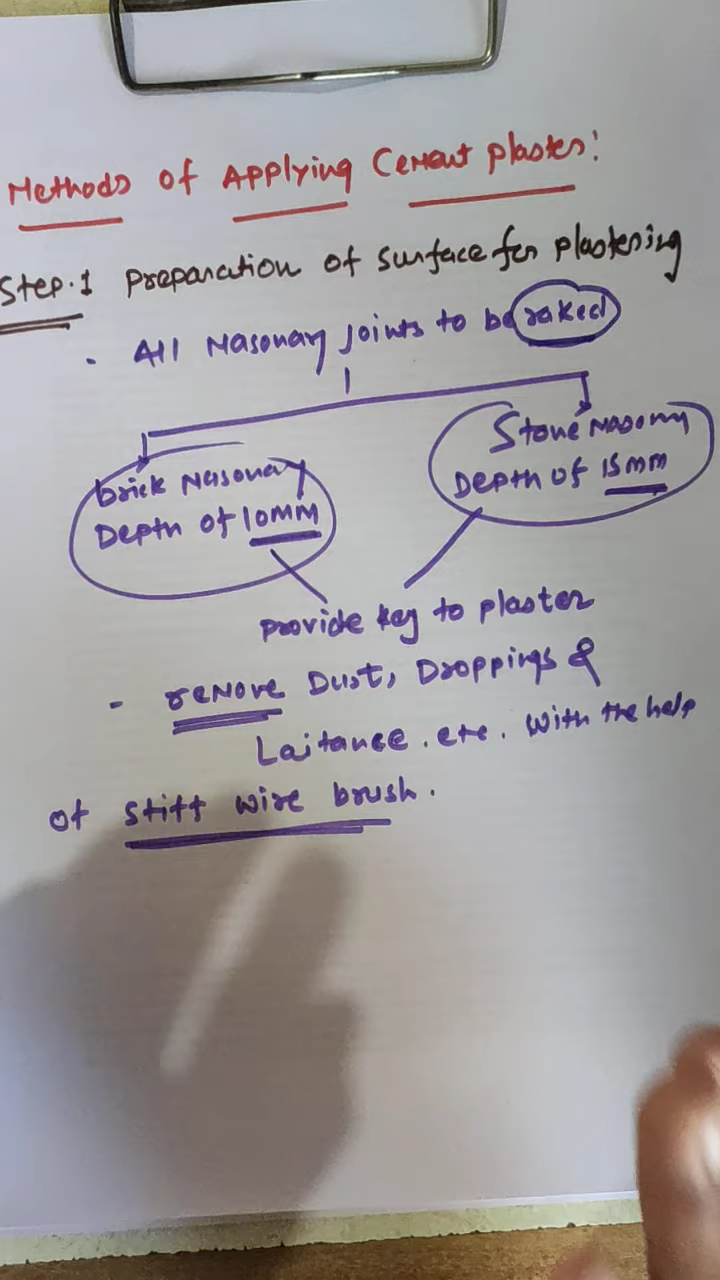 Methods of Applying Cement plaster:
Step.1 preparation of surface for plastering
- All Masonary joints to be raked
Stone Masonry
Depth of 15mm
brick Masonary
Depth of 10MM
provide key to plaster
- remove Dust, Droppings &
Laitance. etc. with the help
of stiff wire brush.